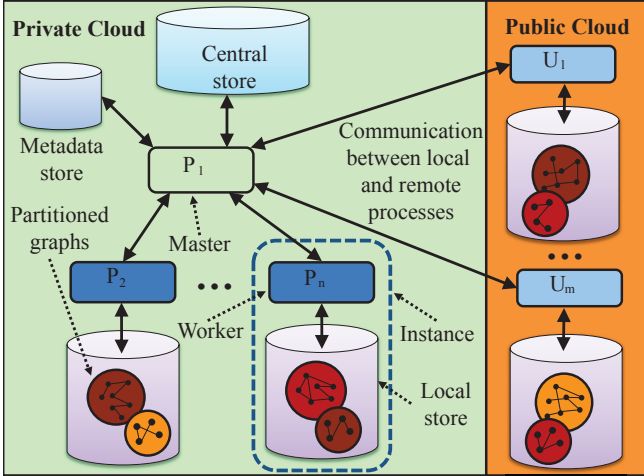 Private Cloud
Central
store
Public Cloud
U1
Metadata
store
P1
Communication
between local
and remote
processes
Partitioned
graphs
Master
P2
•••
Pn
•••
Um
Worker
Instance
Local
store